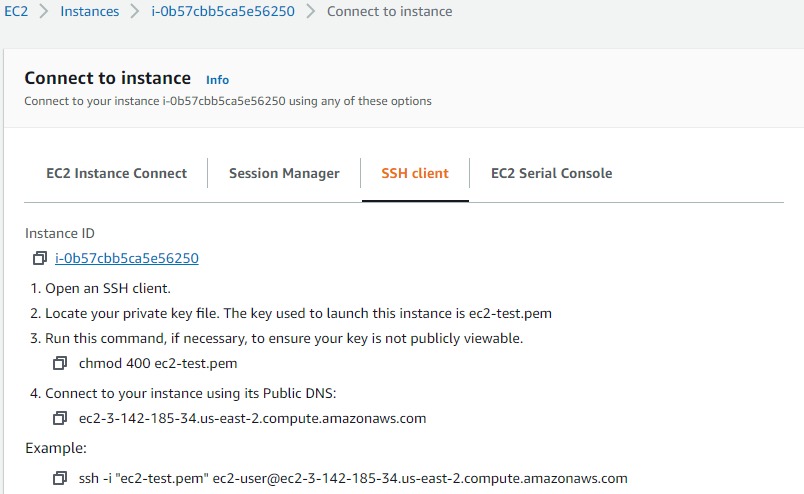 EC2 > Instances > i-0b57cbb5ca5e56250 > Connect to instance
Connect to instance Info
Connect to your instance i-0b57cbb5ca5e56250 using any of these options
EC2 Instance Connect Session Manager SSH client EC2 Serial Console
Instance ID
i-0b57cbb5ca5e56250
1. Open an SSH client.
2. Locate your private key file. The key used to launch this instance is ec2-test.pem
3. Run this command, if necessary, to ensure your key is not publicly viewable.
chmod 400 ec2-test.pem
4. Connect to your instance using its Public DNS:
ec2-3-142-185-34.us-east-2.compute.amazonaws.com
Example:
ssh -i "ec2-test.pem" ec2-user@ec2-3-142-185-34.us-east-2.compute.amazonaws.com